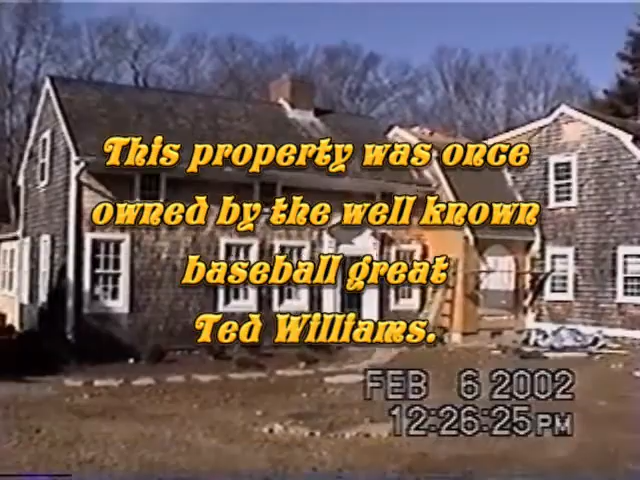 This property was once
owned by the well known
baseball great
Ted Williams.
FEB 6 2002
12:26:25 PM